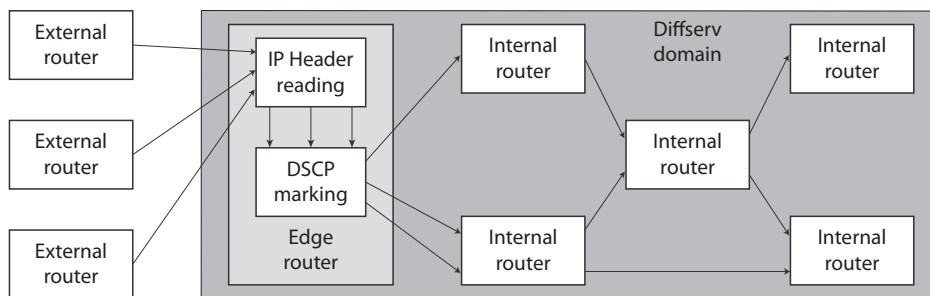 External
router
External
router
External
router
IP Header
reading
DSCP
marking
Edge
router
Internal
router
Internal
router
Diffserv
domain
Internal
router
Internal
router
Internal
router